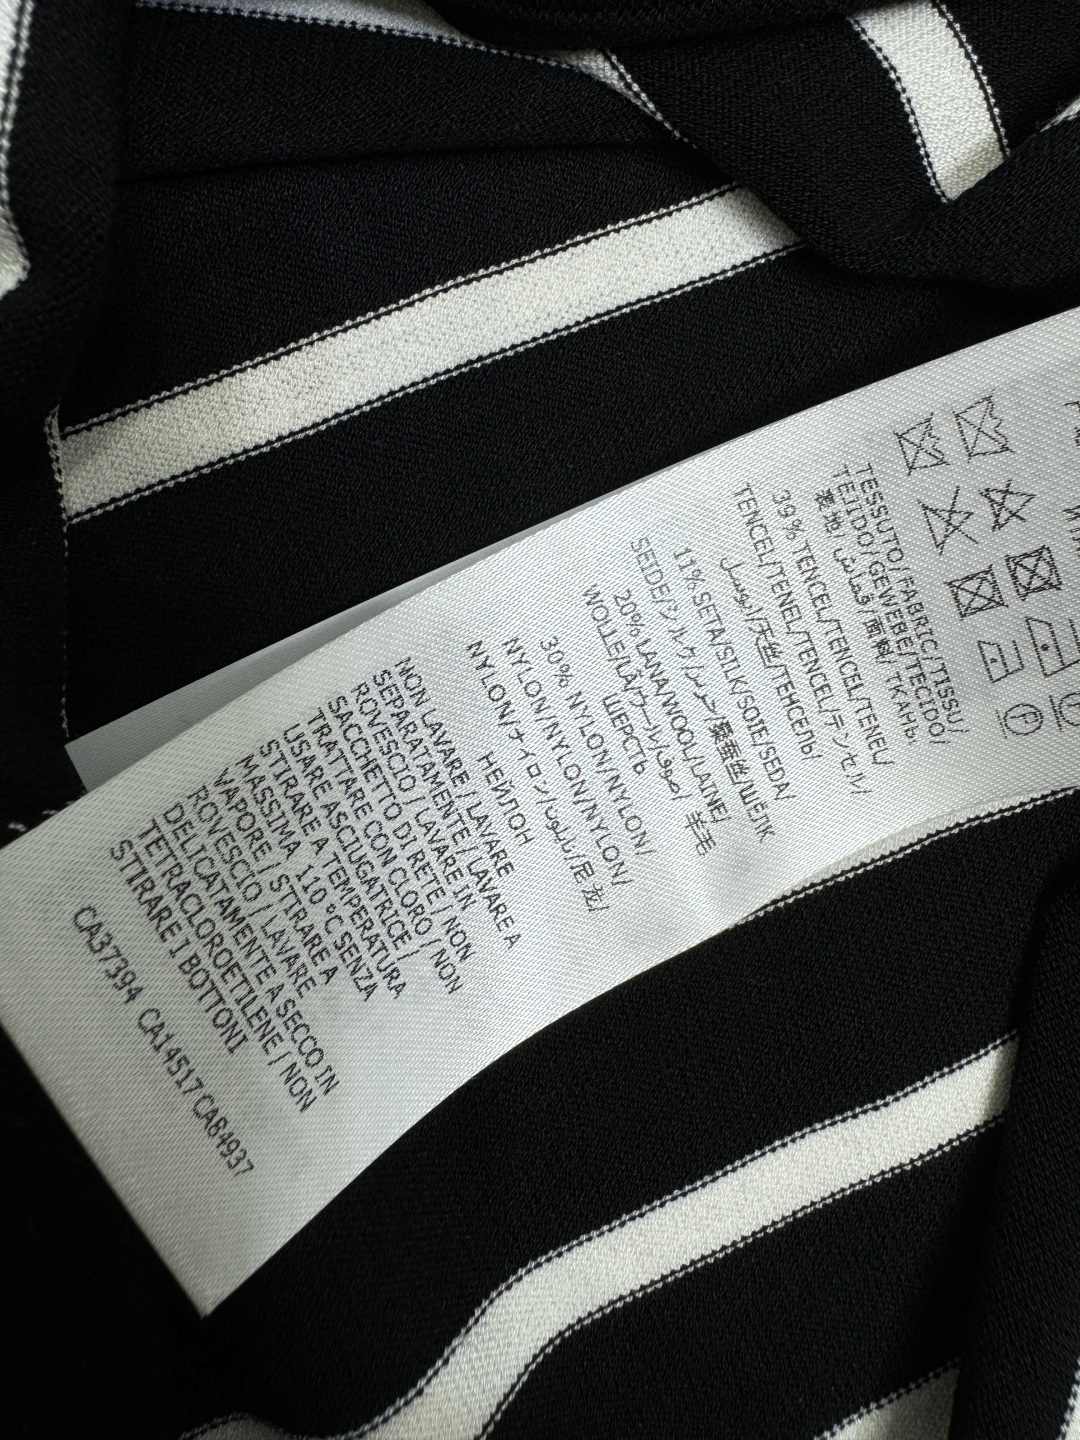 TESSUTO/FABRIC/TISSU/
TEJIDO/GEWEBE/TECIDO/
着地/قماش/面料/ТКАНЬ:
39% TENCEL/TENCEL/TENEL/
TENCEL/TENEL/TENCEL/テンセル/
/天丝/ТЕНСЕЛЬ/
11% SETA/SILK/SOIE/SEDA/
SEIDE/シルク/حرير/桑蚕丝/ШЁЛК
20% LANA/WOOL/LAINE/
WOLLE/LÃ/ウール/صوف/羊毛
ШЕРСТЬ
30% NYLON/NYLON/
NYLON/NYLON/NYLON/
NYLON/ナイロン/نايلون/尼龙/
НЕЙЛОН
NON LAVARE / LAVARE
SEPARATAMENTE / LAVARE A
ROVESCIO / LAVARE IN
SACCHETTO DI RETE / NON
TRATTARE CON CLORO / NON
USARE ASCIUGATRICE /
STIRARE A TEMPERATURA
MASSIMA 110 °C SENZA
VAPORE / STIRARE A
ROVESCIO / LAVARE
DELICATAMENTE A SECCO IN
TETRACLOROETILENE / NON
STIRARE I BOTTONI
CA37394 CA14517 CA84937